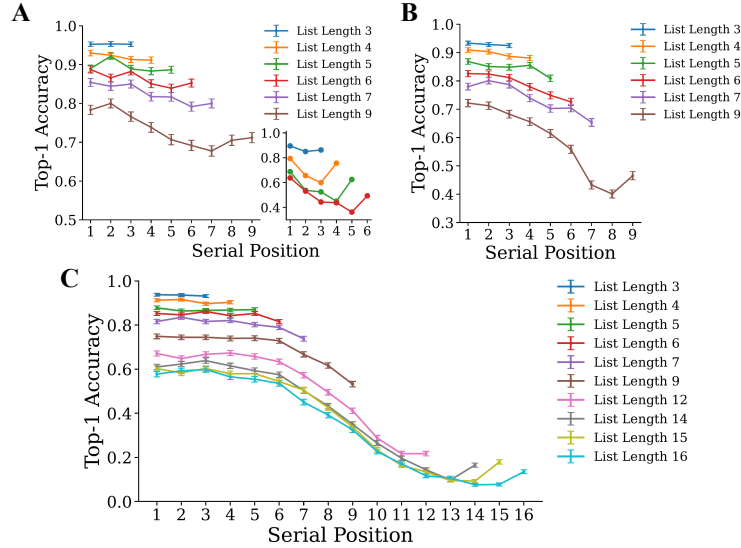 A
Top-1 Accuracy
1.0
0.9
0.8
0.7
0.6
0.5
1 2 3 4 5 6 7 8 9
Serial Position
List Length 3
List Length 4
List Length 5
List Length 6
List Length 7
List Length 9
1.0
0.8
0.6
0.4
1 2 3 4 5 6
B
Top-1 Accuracy
1.0
0.9
0.8
0.7
0.6
0.5
0.4
0.3
1 2 3 4 5 6 7 8 9
Serial Position
List Length 3
List Length 4
List Length 5
List Length 6
List Length 7
List Length 9
C
Top-1 Accuracy
1.0
0.8
0.6
0.4
0.2
0.0
1 2 3 4 5 6 7 8 9 10 11 12 13 14 15 16
Serial Position
List Length 3
List Length 4
List Length 5
List Length 6
List Length 7
List Length 9
List Length 12
List Length 14
List Length 15
List Length 16